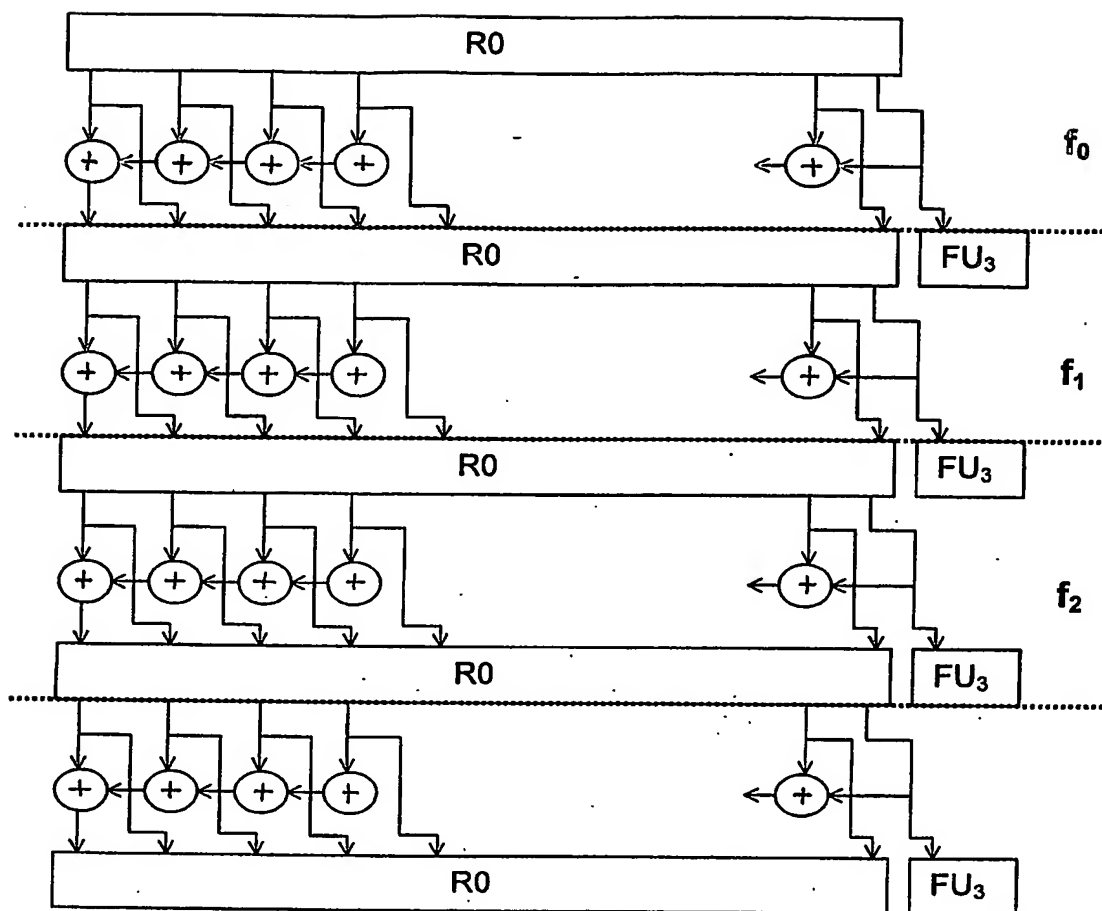 R0
+ + + + +
f₀
R0 FU₃
+ + + + +
f₁
R0 FU₃
+ + + + +
f₂
R0 FU₃
+ + + + +
R0 FU₃